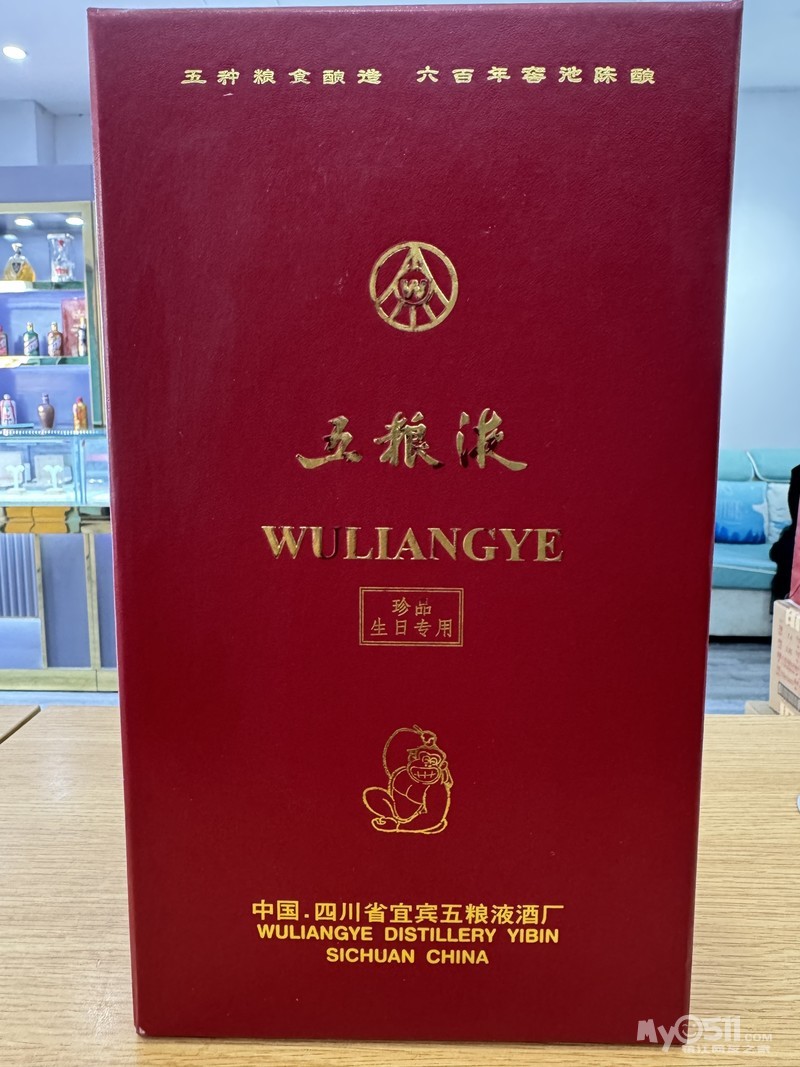 五种粮食酿造 六百年窖池陈酿
W
五粮液
WULIANGYE
珍品
生日专用
中国.四川省宜宾五粮液酒厂
WULIANGYE DISTILLERY YIBIN
SICHUAN CHINA
My0511.COM